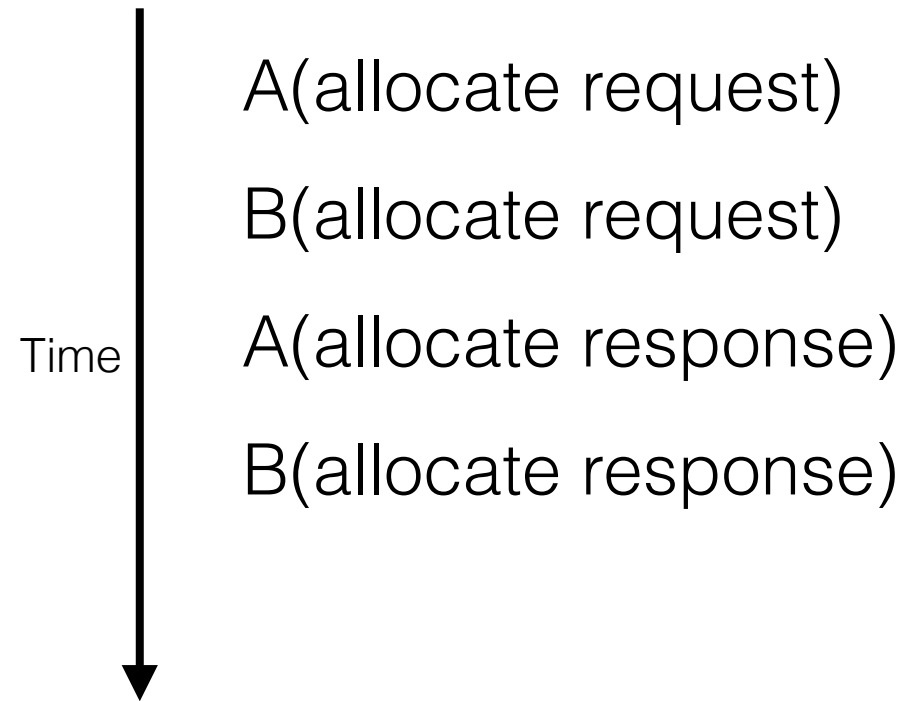 A(allocate request)
B(allocate request)
Time
A(allocate response)
B(allocate response)